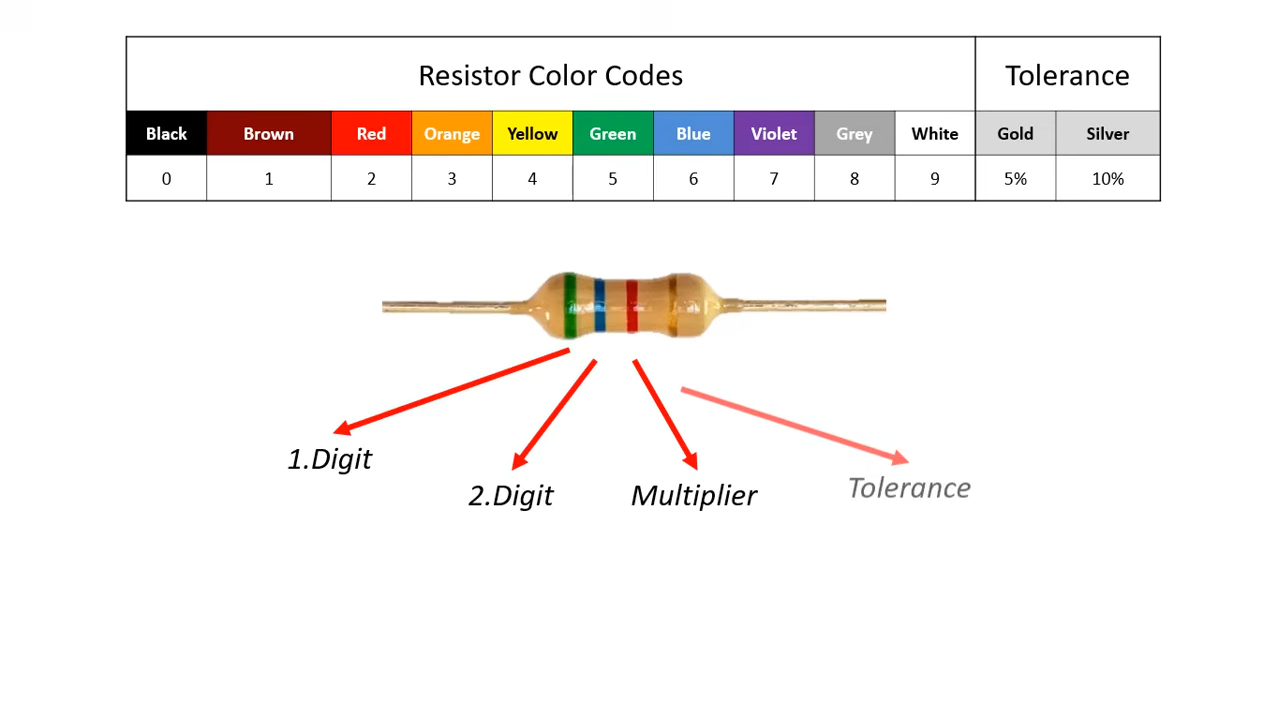 Resistor Color Codes Tolerance
Black Brown Red Orange Yellow Green Blue Violet Grey White Gold Silver
0 1 2 3 4 5 6 7 8 9 5% 10%
1.Digit
2.Digit
Multiplier
Tolerance